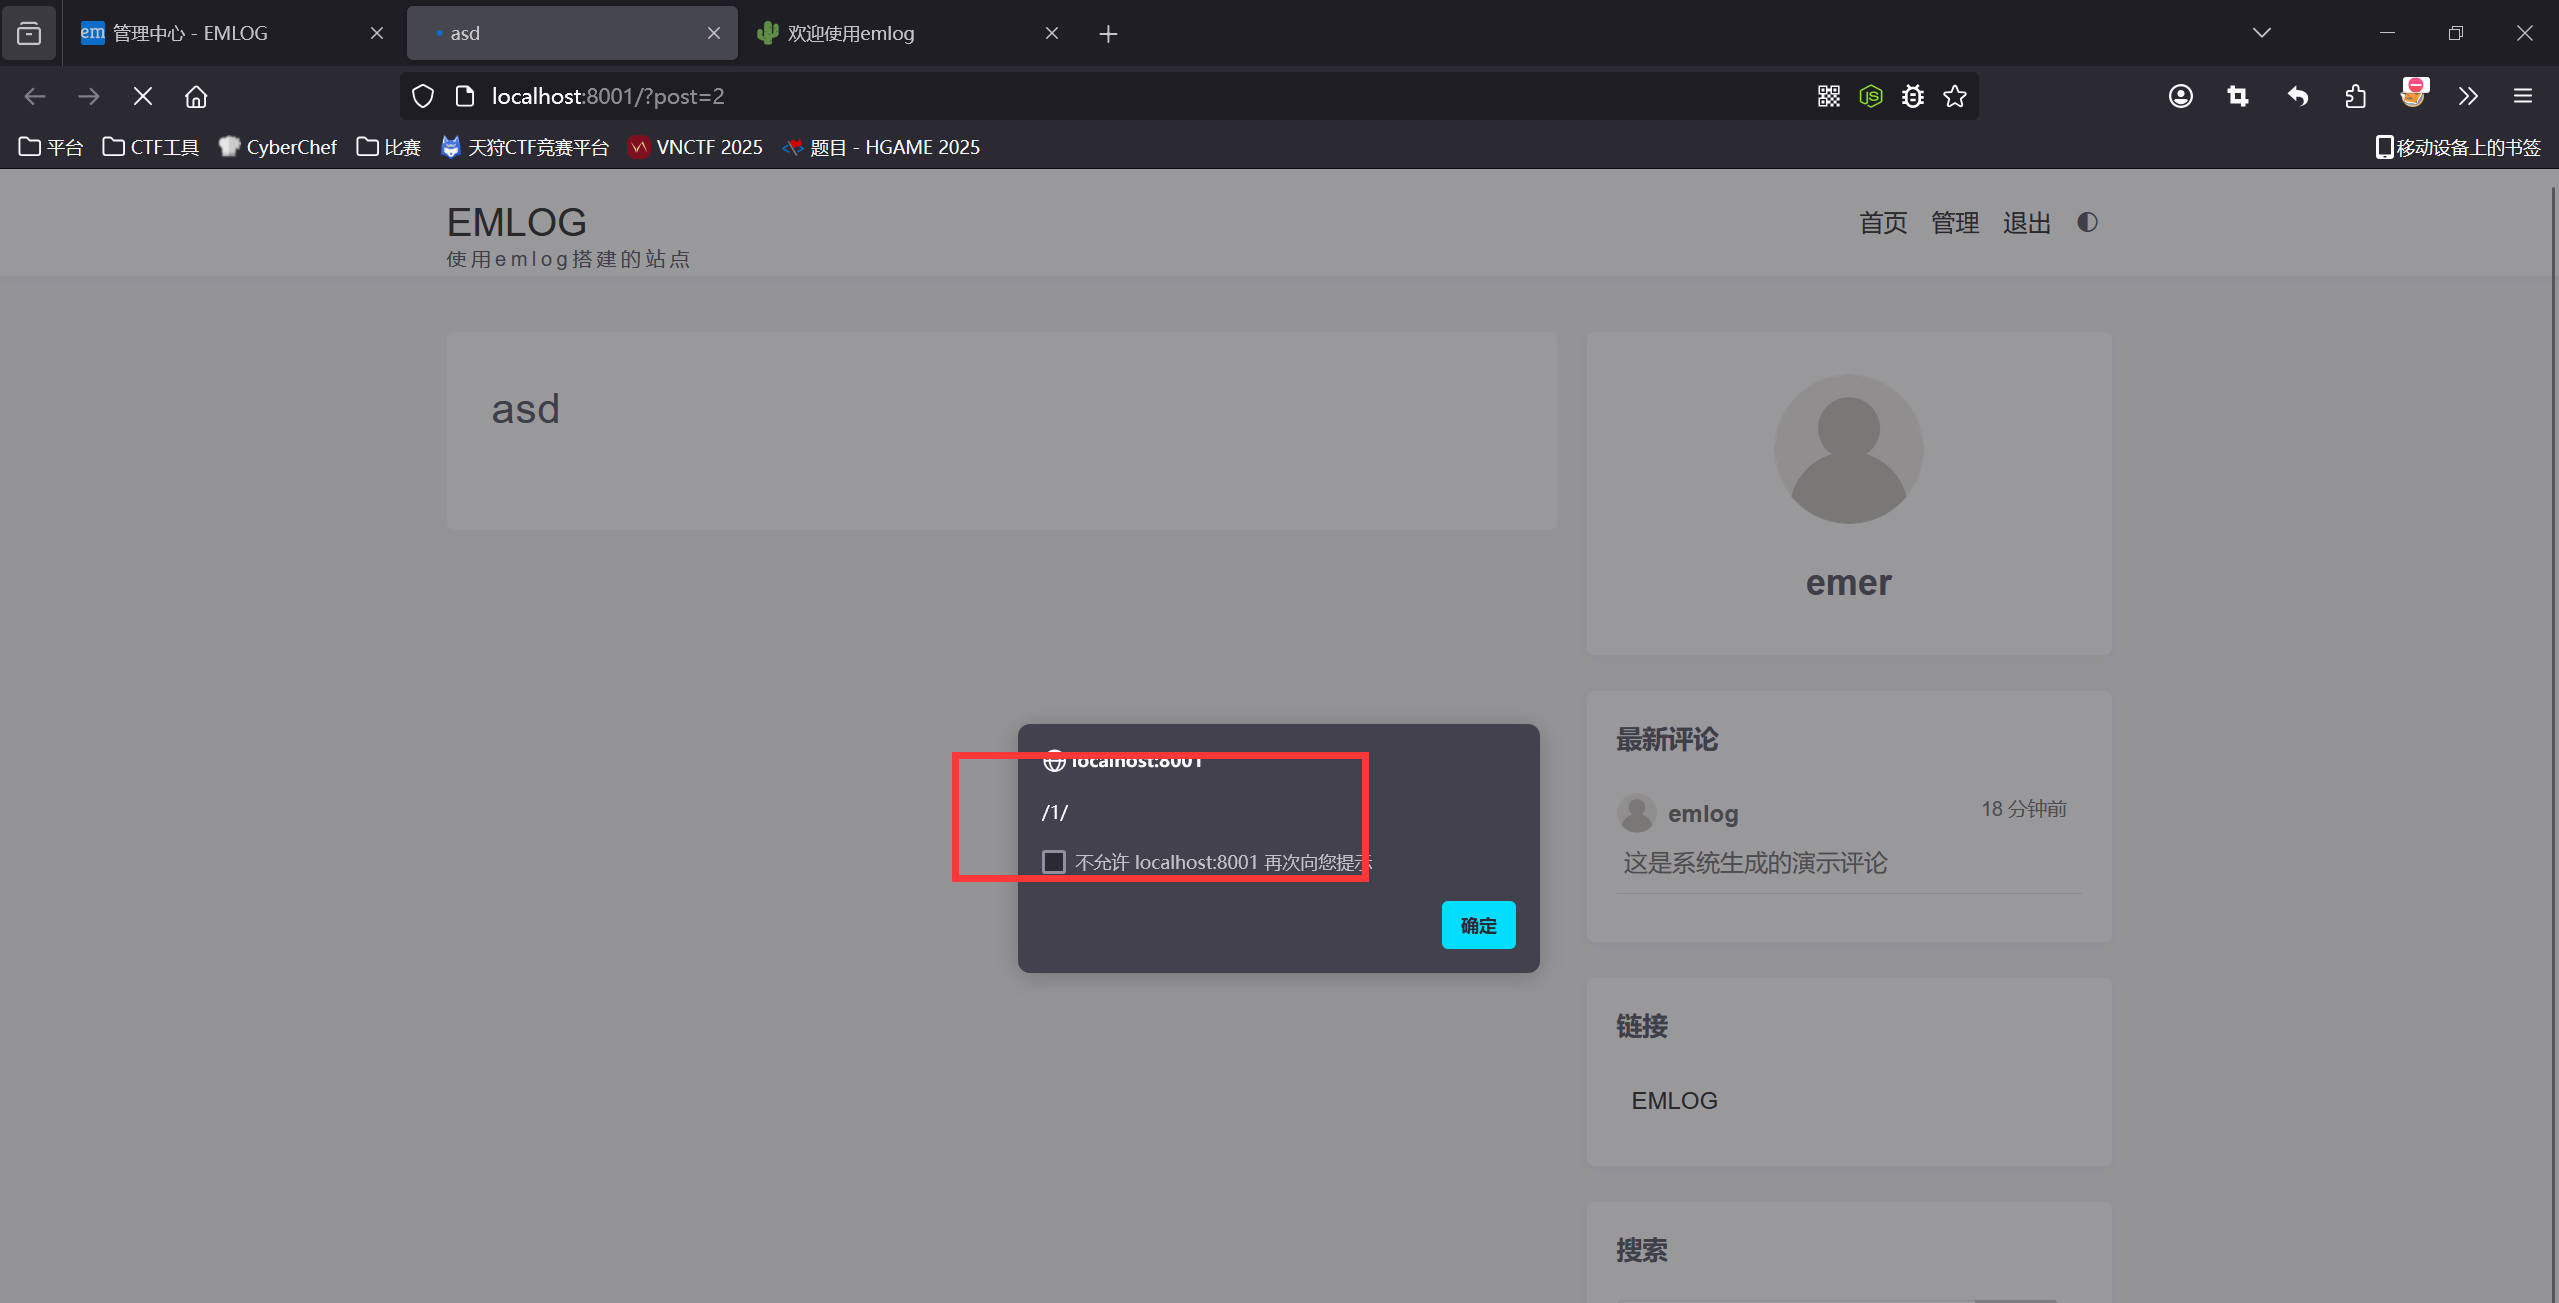 管理中心 - EMLOG
asd
欢迎使用emlog
localhost:8001/?post=2
平台 CTF工具 CyberChef 比赛 天狩CTF竞赛平台 VNCTF 2025 题目 - HGAME 2025 移动设备上的书签
EMLOG
使用emlog搭建的站点
首页 管理 退出
asd
emer
最新评论
emlog
18 分钟前
这是系统生成的演示评论
链接
EMLOG
搜索
localhost:8001
/1/
不允许 localhost:8001 再次向您提示
确定